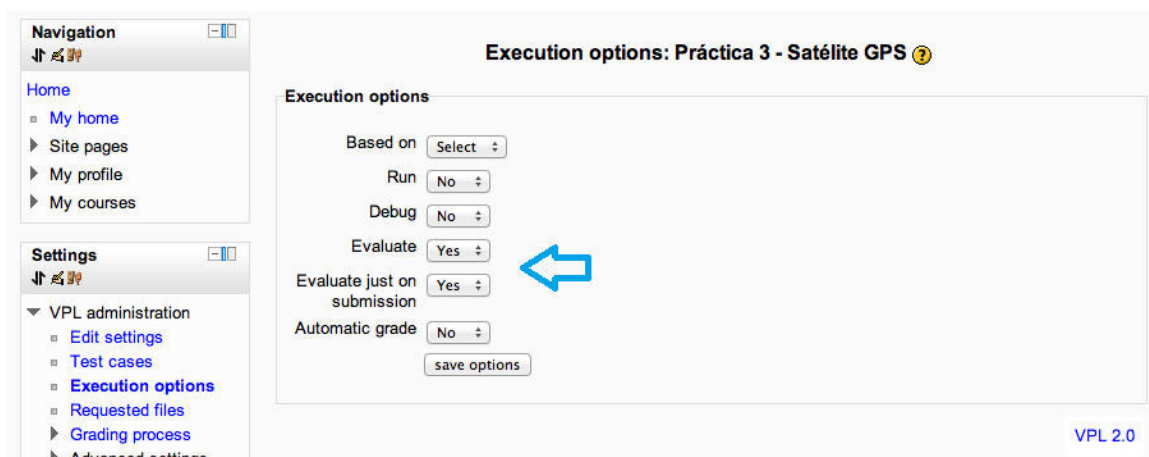 Navigation
Home
My home
Site pages
My profile
My courses
Settings
VPL administration
Edit settings
Test cases
Execution options
Requested files
Grading process
Advanced settings
Execution options: Práctica 3 - Satélite GPS
Execution options
Based on Select
Run No
Debug No
Evaluate Yes
Evaluate just on Yes
submission
Automatic grade No
save options
VPL 2.0